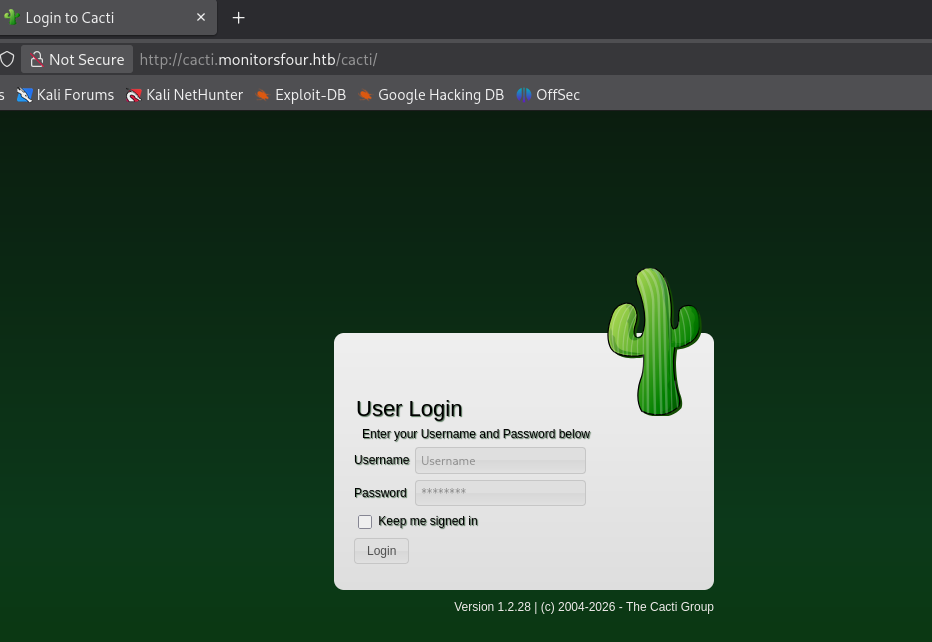 Login to Cacti
Not Secure http://cacti.monitorsfour.htb/cacti/
s Kali Forums Kali NetHunter Exploit-DB Google Hacking DB OffSec
User Login
Enter your Username and Password below
Username Username
Password ********
Keep me signed in
Login
Version 1.2.28 | (c) 2004-2026 - The Cacti Group